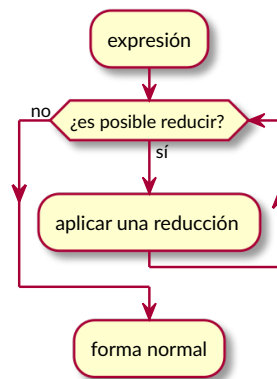 expresión
no
¿es posible reducir?
sí
aplicar una reducción
forma normal